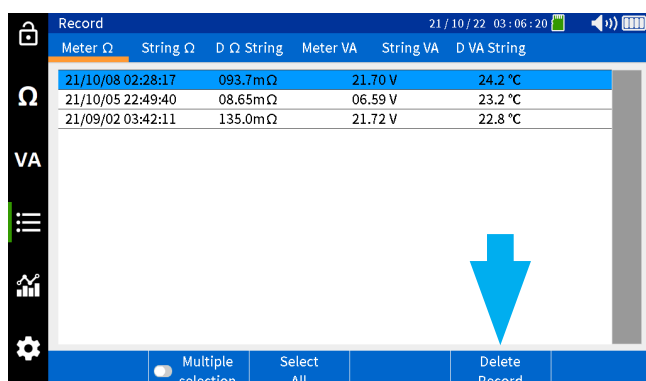 Record 21/10/22 03:06:20
Meter Ω String Ω D Ω String Meter VA String VA D VA String
21/10/08 02:28:17 093.7mΩ 21.70 V 24.2 ℃
21/10/05 22:49:40 08.65mΩ 06.59 V 23.2 ℃
21/09/02 03:42:11 135.0mΩ 21.72 V 22.8 ℃
Ω
VA
Multiple Select Delete
selection All Record